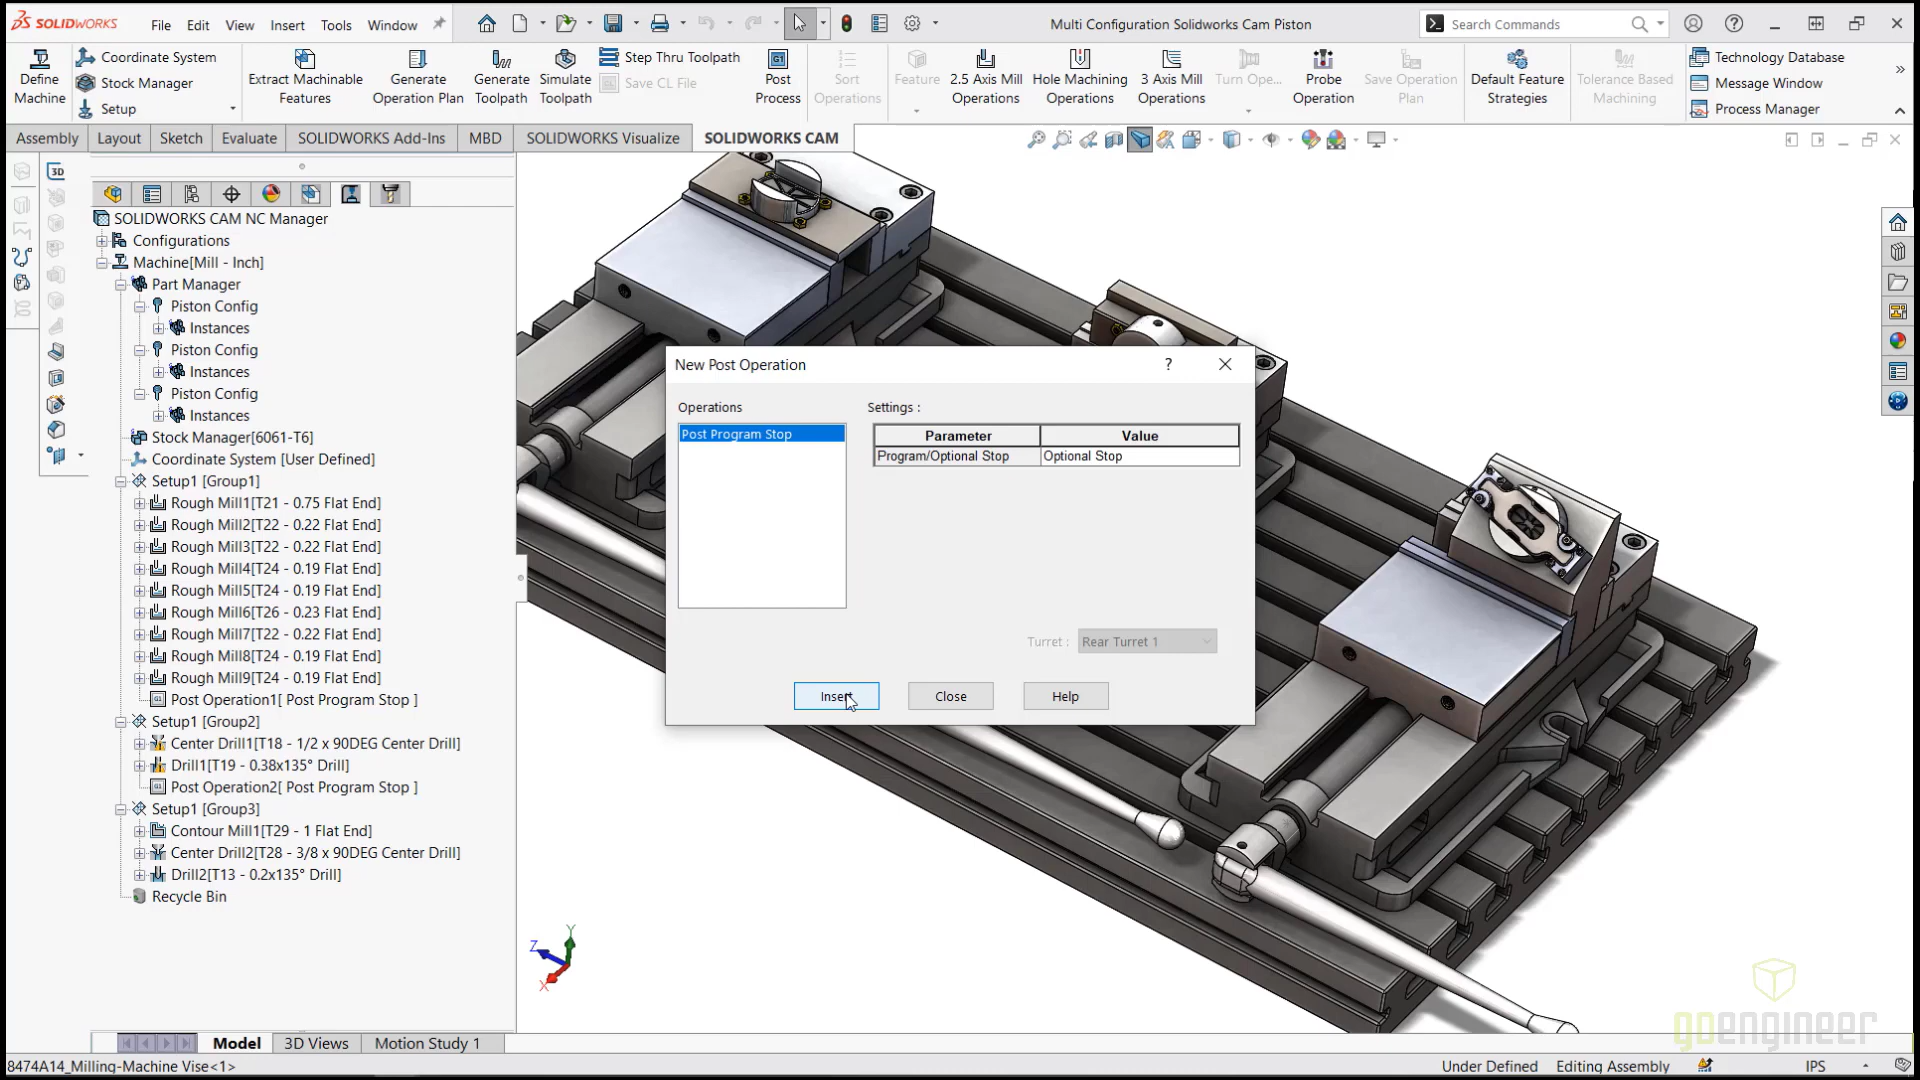 SOLIDWORKS File Edit View Insert Tools Window
Multi Configuration Solidworks Cam Piston
Search Commands
Define Machine
Coordinate System
Stock Manager
Setup
Extract Machinable Features
Generate Operation Plan
Generate Toolpath
Simulate Toolpath
Step Thru Toolpath
Save CL File
Post Process
Sort Operations
Feature
2.5 Axis Mill Operations
Hole Machining Operations
3 Axis Mill Operations
Turn Ope...
Probe Operation
Save Operation Plan
Default Feature Strategies
Tolerance Based Machining
Technology Database
Message Window
Process Manager
Assembly Layout Sketch Evaluate SOLIDWORKS Add-Ins MBD SOLIDWORKS Visualize SOLIDWORKS CAM
SOLIDWORKS CAM NC Manager
Configurations
Machine[Mill - Inch]
Part Manager
Piston Config
Instances
Piston Config
Instances
Piston Config
Instances
Stock Manager[6061-T6]
Coordinate System [User Defined]
Setup1 [Group1]
Rough Mill1[T21 - 0.75 Flat End]
Rough Mill2[T22 - 0.22 Flat End]
Rough Mill3[T22 - 0.22 Flat End]
Rough Mill4[T24 - 0.19 Flat End]
Rough Mill5[T24 - 0.19 Flat End]
Rough Mill6[T26 - 0.23 Flat End]
Rough Mill7[T22 - 0.22 Flat End]
Rough Mill8[T24 - 0.19 Flat End]
Rough Mill9[T24 - 0.19 Flat End]
Post Operation1[ Post Program Stop ]
Setup1 [Group2]
Center Drill1[T18 - 1/2 x 90DEG Center Drill]
Drill1[T19 - 0.38x135° Drill]
Post Operation2[ Post Program Stop ]
Setup1 [Group3]
Contour Mill1[T29 - 1 Flat End]
Center Drill2[T28 - 3/8 x 90DEG Center Drill]
Drill2[T13 - 0.2x135° Drill]
Recycle Bin
New Post Operation
Operations
Post Program Stop
Settings :
Parameter Value
Program/Optional Stop Optional Stop
Turret : Rear Turret 1
Insert Close Help
Y
Z
X
goengineer
Model 3D Views Motion Study 1
8474A14_Milling-Machine Vise<1>
Under Defined Editing Assembly IPS